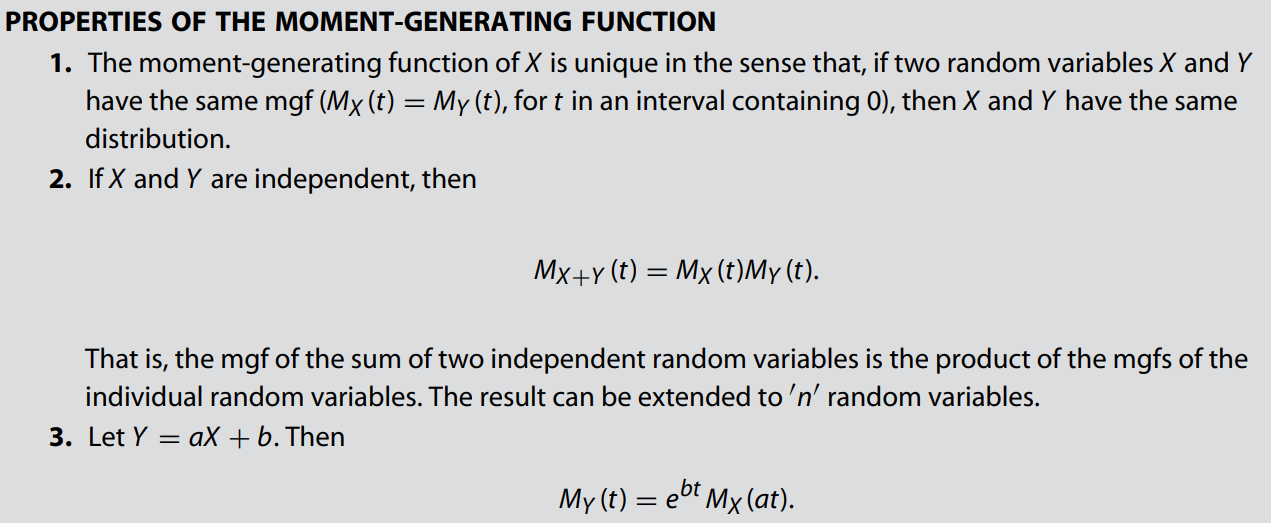 PROPERTIES OF THE MOMENT-GENERATING FUNCTION
1. The moment-generating function of X is unique in the sense that, if two random variables X and Y
have the same mgf (M_X(t) = M_Y(t), for t in an interval containing 0), then X and Y have the same
distribution.
2. If X and Y are independent, then
M_{X+Y}(t) = M_X(t)M_Y(t).
That is, the mgf of the sum of two independent random variables is the product of the mgfs of the
individual random variables. The result can be extended to ′n′ random variables.
3. Let Y = aX + b. Then
M_Y(t) = e^{bt} M_X(at).